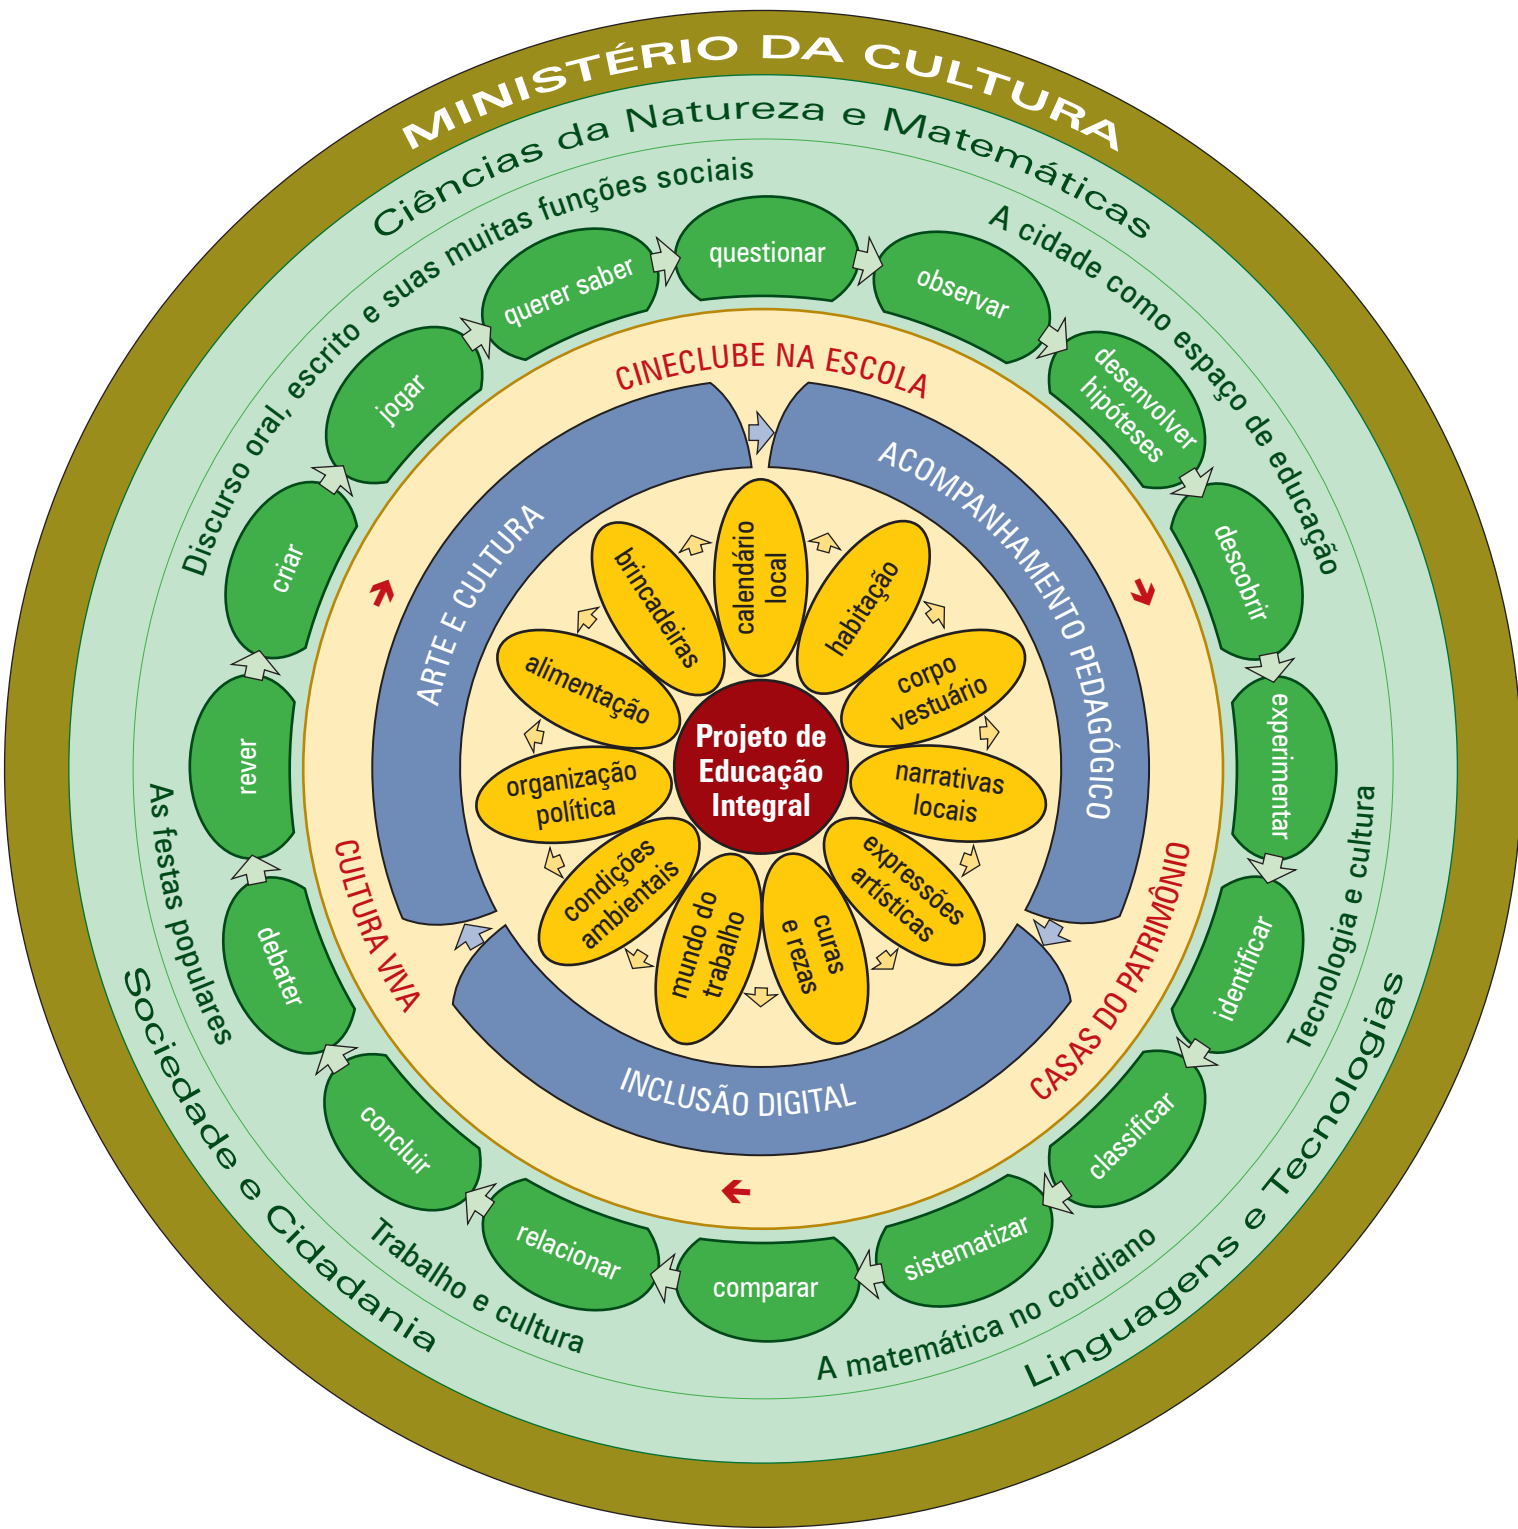 MINISTÉRIO DA CULTURA
Ciências da Natureza e Matemáticas
Linguagens e Tecnologias
Sociedade e Cidadania
Discurso oral, escrito e suas muitas funções sociais
A cidade como espaço de educação
Tecnologia e cultura
A matemática no cotidiano
Trabalho e cultura
As festas populares
questionar
observar
desenvolver
hipóteses
descobrir
experimentar
identificar
classificar
sistematizar
comparar
relacionar
concluir
debater
rever
criar
jogar
querer saber
CINECLUBE NA ESCOLA
CASAS DO PATRIMÔNIO
CULTURA VIVA
ACOMPANHAMENTO PEDAGÓGICO
INCLUSÃO DIGITAL
ARTE E CULTURA
calendário
local
habitação
corpo
vestuário
narrativas
locais
expressões
artísticas
curas
e rezas
mundo do
trabalho
condições
ambientais
organização
política
alimentação
brincadeiras
Projeto de
Educação
Integral